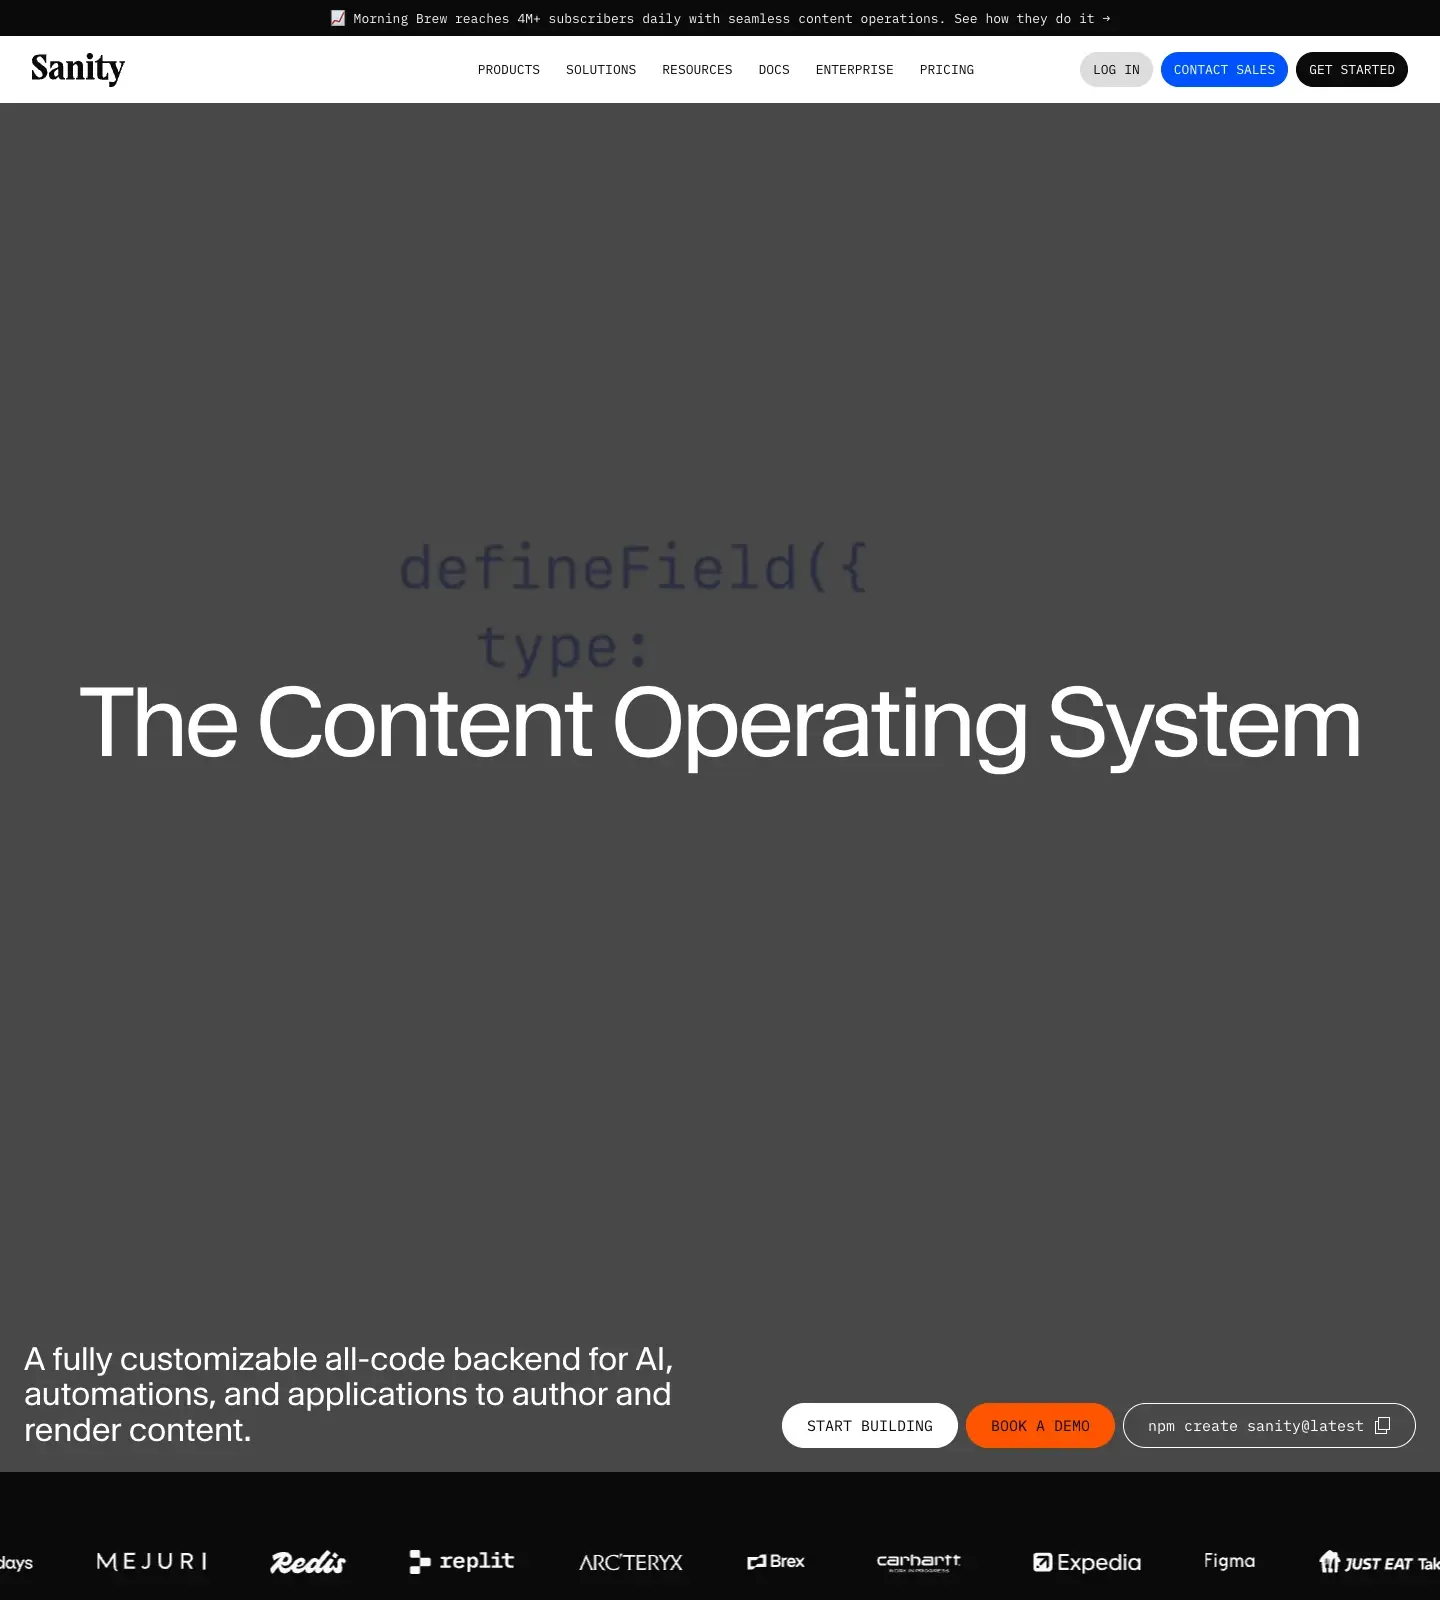 📈 Morning Brew reaches 4M+ subscribers daily with seamless content operations. See how they do it →
Sanity
PRODUCTS SOLUTIONS RESOURCES DOCS ENTERPRISE PRICING
LOG IN CONTACT SALES GET STARTED
defineField({
type:
The Content Operating System
A fully customizable all-code backend for AI,
automations, and applications to author and
render content.
START BUILDING BOOK A DEMO npm create sanity@latest
days MEJURI Redis replit ARC'TERYX Brex carhartt Expedia Figma JUST EAT Tak
WORK IN PROGRESS